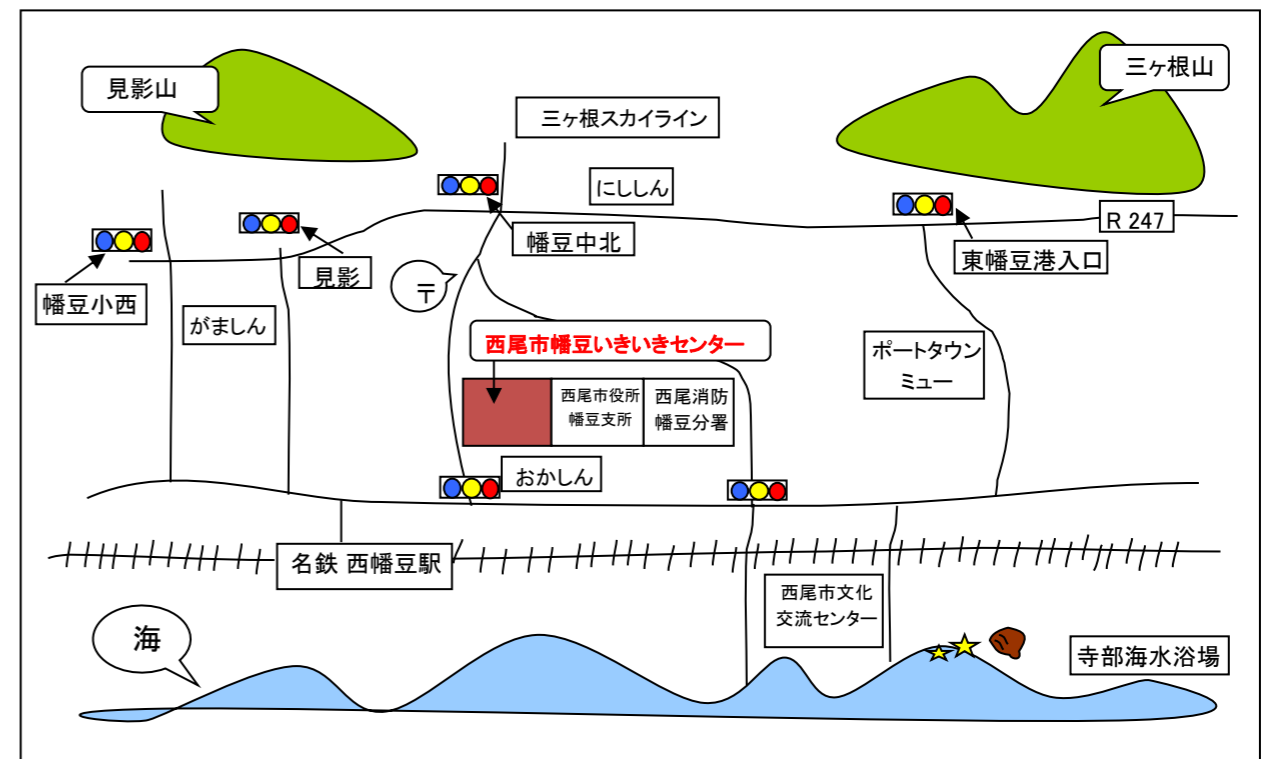 見影山
三ヶ根山
三ヶ根スカイライン
にししん
R 247
幡豆中北
東幡豆港入口
見影
幡豆小西
〒
がましん
西尾市幡豆いきいきセンター
ポートタウン
ミュー
西尾市役所
幡豆支所
西尾消防
幡豆分署
おかしん
名鉄 西幡豆駅
西尾市文化
交流センター
海
寺部海水浴場